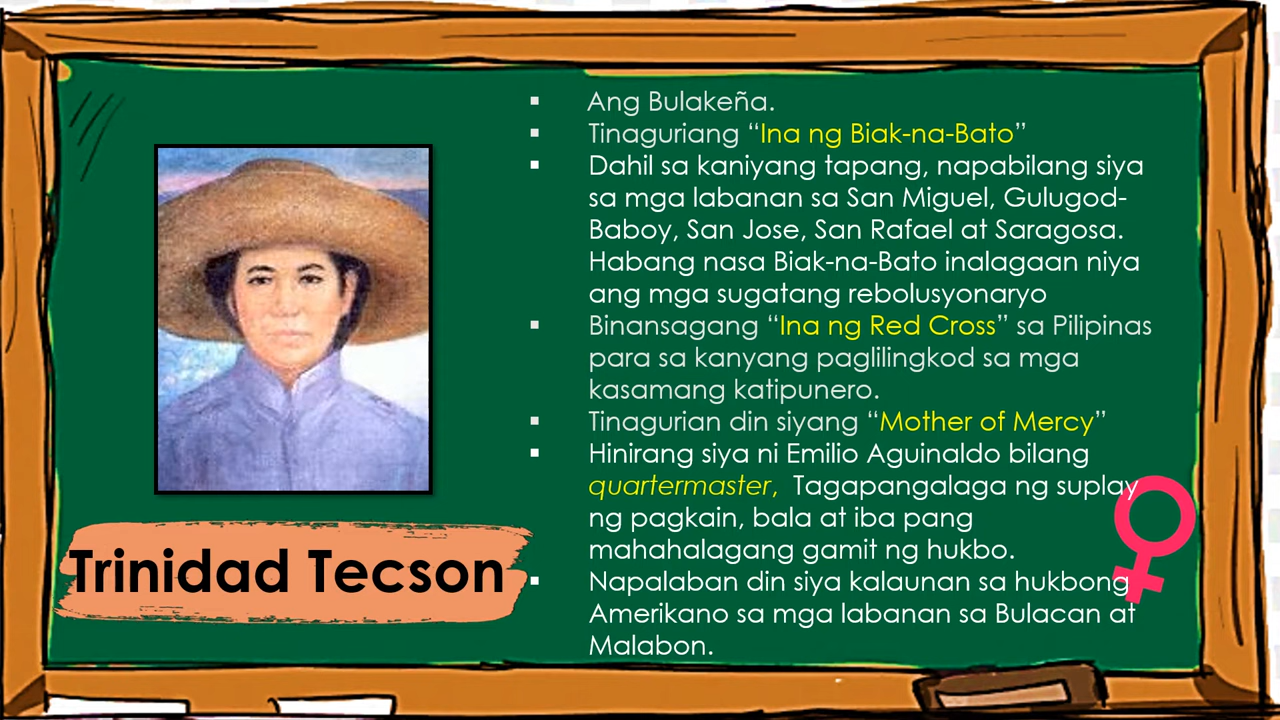 ▪ Ang Bulakeña.
▪ Tinaguriang “Ina ng Biak-na-Bato”
▪ Dahil sa kaniyang tapang, napabilang siya
sa mga labanan sa San Miguel, Gulugod-
Baboy, San Jose, San Rafael at Saragosa.
Habang nasa Biak-na-Bato inalagaan niya
ang mga sugatang rebolusyonaryo
▪ Binansagang “Ina ng Red Cross” sa Pilipinas
para sa kanyang paglilingkod sa mga
kasamang katipunero.
▪ Tinagurian din siyang “Mother of Mercy”
▪ Hinirang siya ni Emilio Aguinaldo bilang
quartermaster, Tagapangalaga ng suplay
ng pagkain, bala at iba pang
mahahalagang gamit ng hukbo.
▪ Napalaban din siya kalaunan sa hukbong
Amerikano sa mga labanan sa Bulacan at
Malabon.
Trinidad Tecson